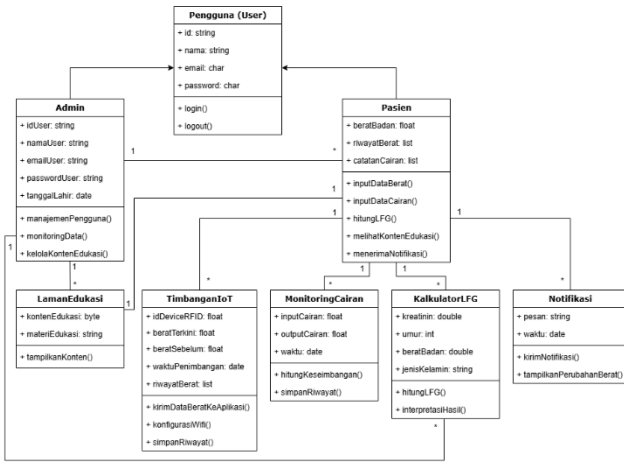 Pengguna (User)
+ id: string
+ nama: string
+ email: char
+ password: char
+ login()
+ logout()
Admin
+ idUser: string
+ namaUser: string
+ emailUser: string
+ passwordUser: string
+ tanggalLahir: date
+ manajemenPengguna()
+ monitoringData()
+ kelolaKontenEdukasi()
Pasien
+ beratBadan: float
+ riwayatBerat: list
+ catatanCairan: list
+ inputDataBerat()
+ inputDataCairan()
+ hitungLFG()
+ melihatKontenEdukasi()
+ menerimaNotifikasi()
1
*
1
1
1
1
1
1
1
*
1
*
*
*
*
LamanEdukasi
+ kontenEdukasi: byte
+ materiEdukasi: string
+ tampilkanKonten()
TimbanganIoT
+ idDeviceRFID: float
+ beratTerkini: float
+ beratSebelum: float
+ waktuPenimbangan: date
+ riwayatBerat: list
+ kirimDataBeratKeAplikasi()
+ konfigurasiWifi()
+ simpanRiwayat()
MonitoringCairan
+ inputCairan: float
+ outputCairan: float
+ waktu: date
+ hitungKeseimbangan()
+ simpanRiwayat()
KalkulatorLFG
+ kreatinin: double
+ umur: int
+ beratBadan: double
+ jenisKelamin: string
+ hitungLFG()
+ interpretasiHasil()
*
Notifikasi
+ pesan: string
+ waktu: date
+ kirimNotifikasi()
+ tampilkanPerubahanBerat()